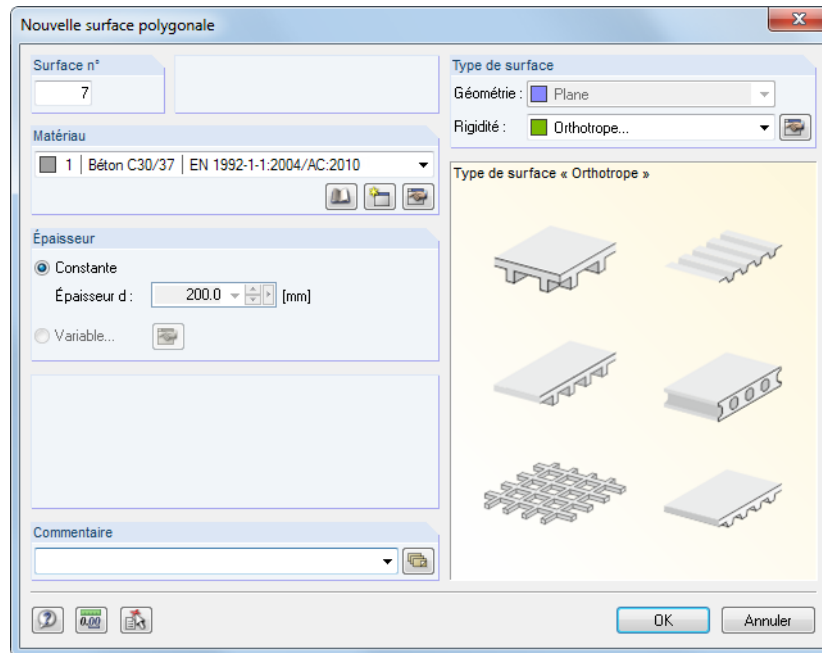 Nouvelle surface polygonale
Surface n°
7
Matériau
1 Béton C30/37 EN 1992-1-1:2004/AC:2010
Épaisseur
Constante
Épaisseur d : 200.0 [mm]
Variable...
Commentaire
Type de surface
Géométrie : Plane
Rigidité : Orthotrope...
Type de surface « Orthotrope »
0.00
OK Annuler